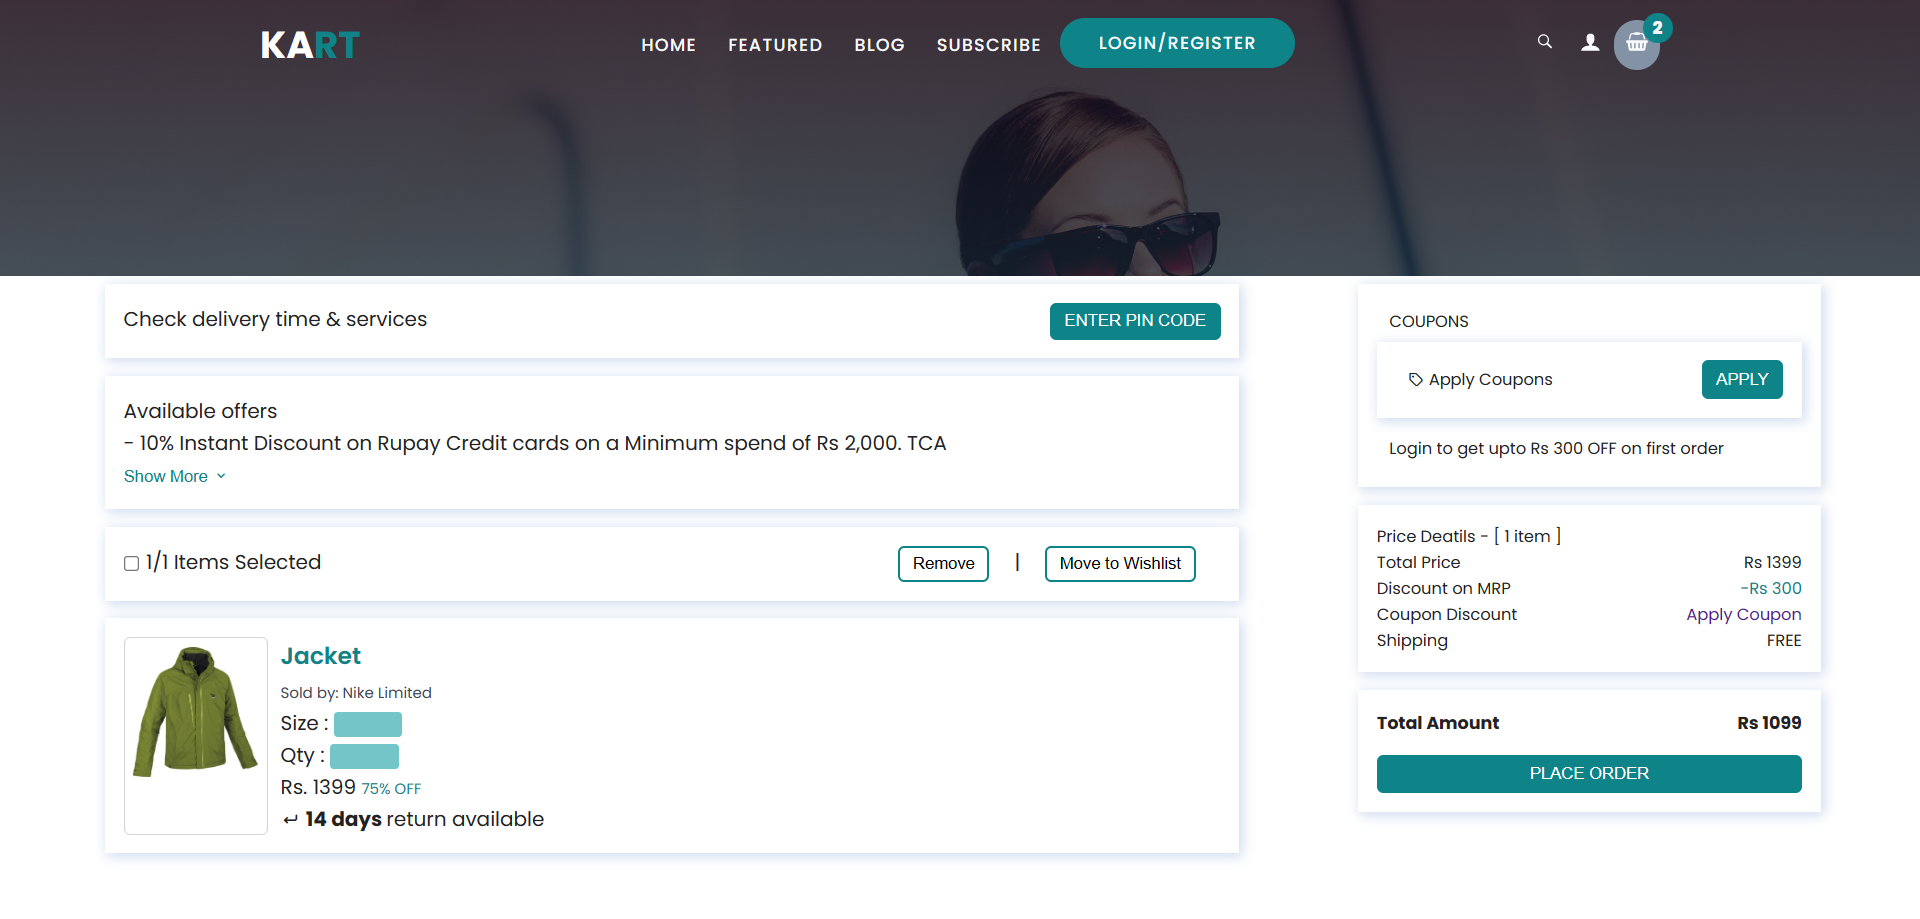 KART
HOME FEATURED BLOG SUBSCRIBE LOGIN/REGISTER 2
Check delivery time & services ENTER PIN CODE
Available offers
- 10% Instant Discount on Rupay Credit cards on a Minimum spend of Rs 2,000. TCA
Show More
1/1 Items Selected Remove | Move to Wishlist
Jacket
Sold by: Nike Limited
Size :
Qty :
Rs. 1399 75% OFF
14 days return available
COUPONS
Apply Coupons APPLY
Login to get upto Rs 300 OFF on first order
Price Deatils - [ 1 item ]
Total Price Rs 1399
Discount on MRP -Rs 300
Coupon Discount Apply Coupon
Shipping FREE
Total Amount Rs 1099
PLACE ORDER